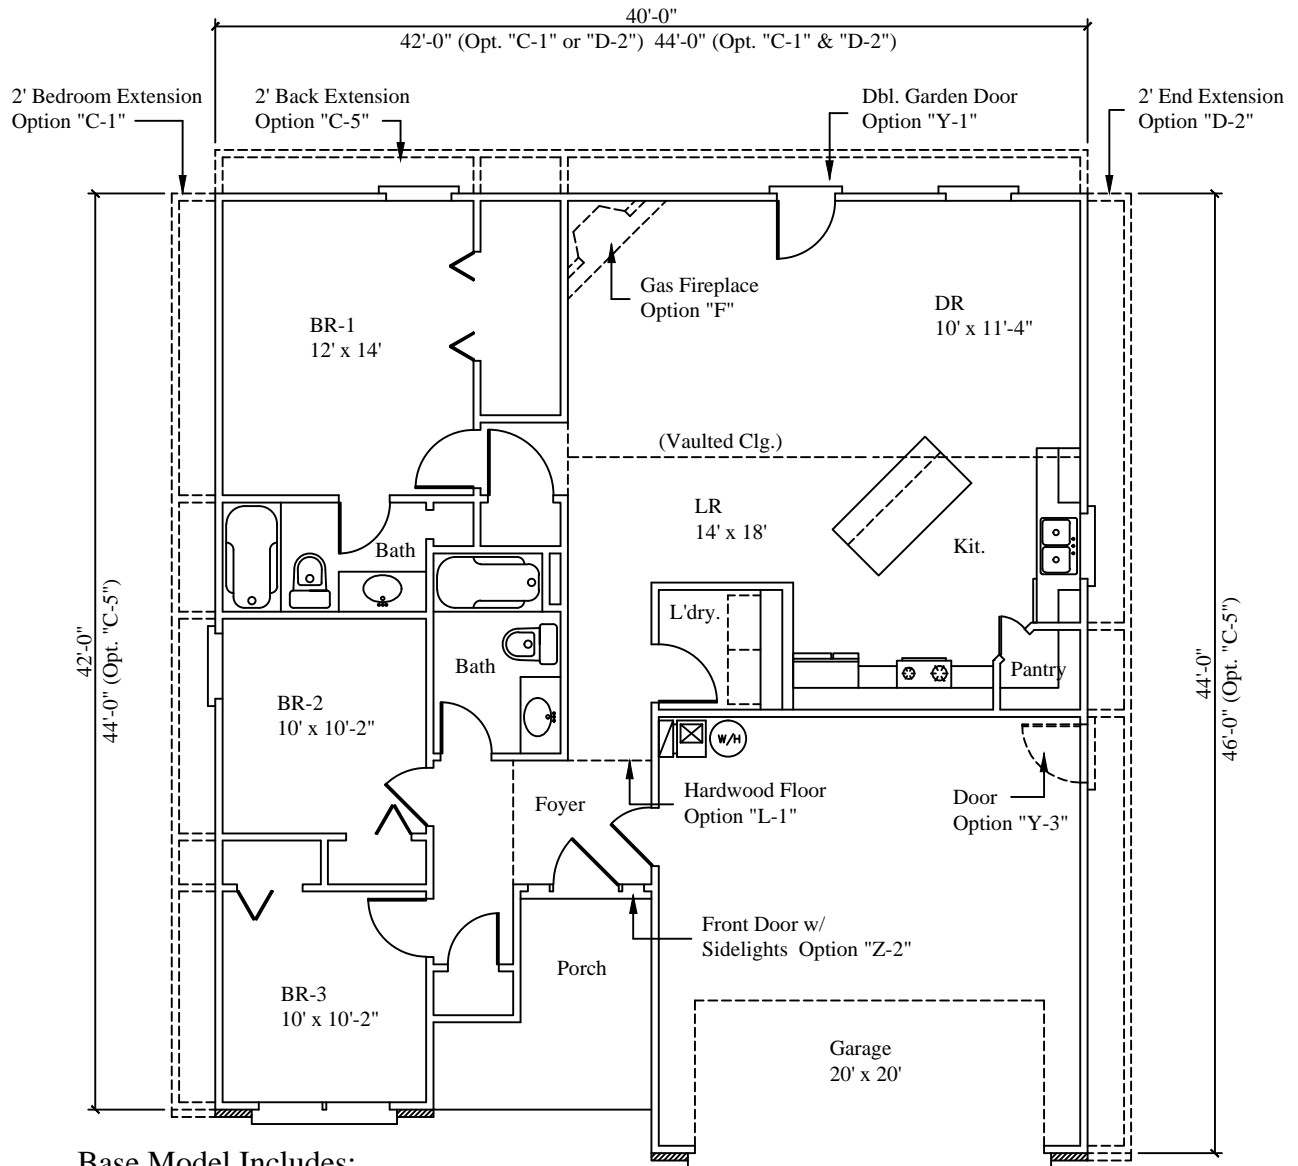 40'-0"
42'-0" (Opt. "C-1" or "D-2")  44'-0" (Opt. "C-1" & "D-2")
2' Bedroom Extension
Option "C-1"
2' Back Extension
Option "C-5"
Dbl. Garden Door
Option "Y-1"
2' End Extension
Option "D-2"
Gas Fireplace
Option "F"
DR
10' x 11'-4"
BR-1
12' x 14'
(Vaulted Clg.)
LR
14' x 18'
Kit.
Bath
L'dry.
Bath
Pantry
42'-0"
44'-0" (Opt. "C-5")
44'-0"
46'-0" (Opt. "C-5")
BR-2
10' x 10'-2"
W/H
Foyer
Hardwood Floor
Option "L-1"
Door
Option "Y-3"
Front Door w/
Sidelights  Option "Z-2"
Porch
BR-3
10' x 10'-2"
Garage
20' x 20'
Base Model Includes: